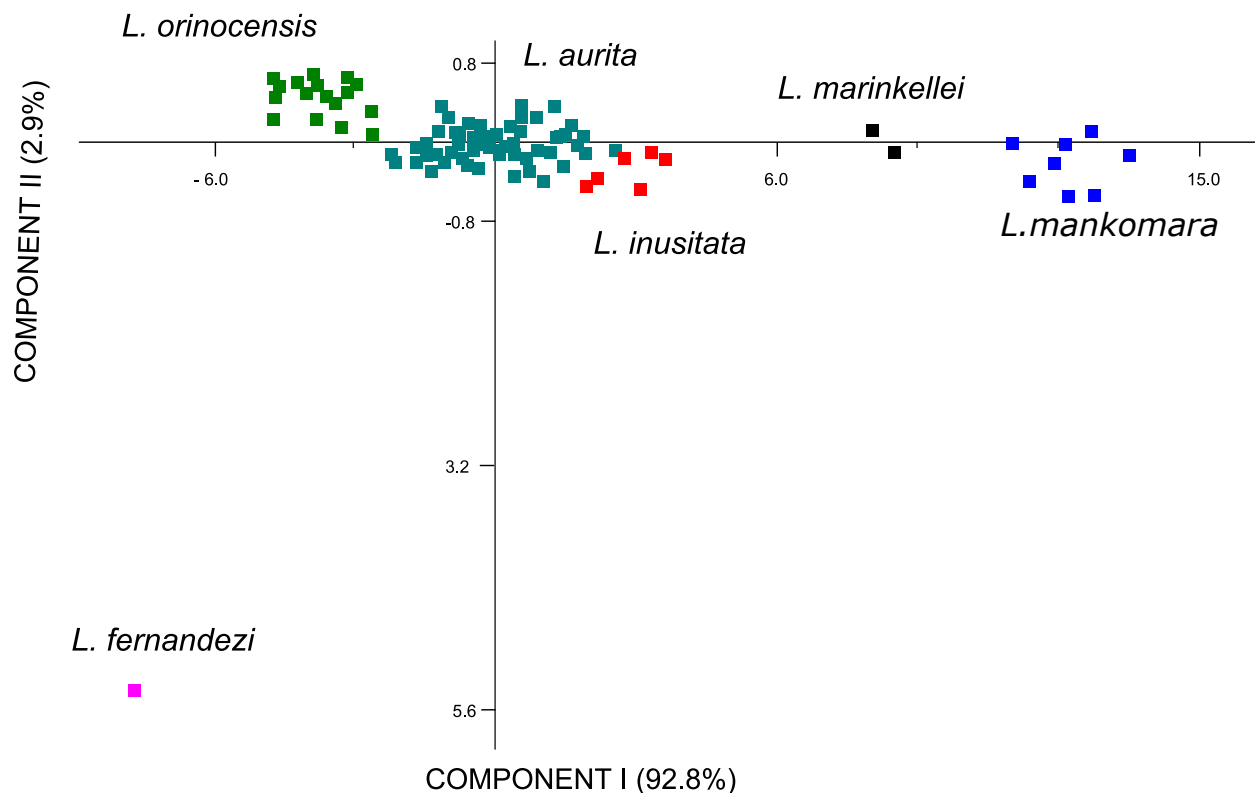 L. orinocensis
L. aurita
0.8
L. marinkellei
COMPONENT II (2.9%)
- 6.0
6.0
15.0
-0.8
L. inusitata
L.mankomara
3.2
L. fernandezi
5.6
COMPONENT I (92.8%)